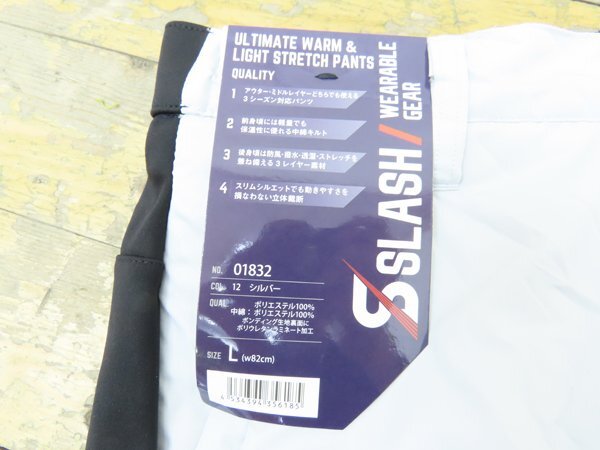 ULTIMATE WARM &
LIGHT STRETCH PANTS
QUALITY
1 アウター・ミドルレイヤーどちらでも使える
3シーズン対応パンツ
2 前身頃には軽量でも
保温性に優れる中綿キルト
3 後身頃は防風・撥水・透湿・ストレッチを
兼ね備える3レイヤー素材
4 スリムシルエットでも動きやすさを
損なわない立体裁断
NO. 01832
COL 12 シルバー
QUAL ポリエステル100%
中綿：ポリエステル100%
ボンディング生地裏面に
ポリウレタンラミネート加工
SIZE L (w82cm)
4 534394 356185
S SLASH/
WEARABLE
GEAR